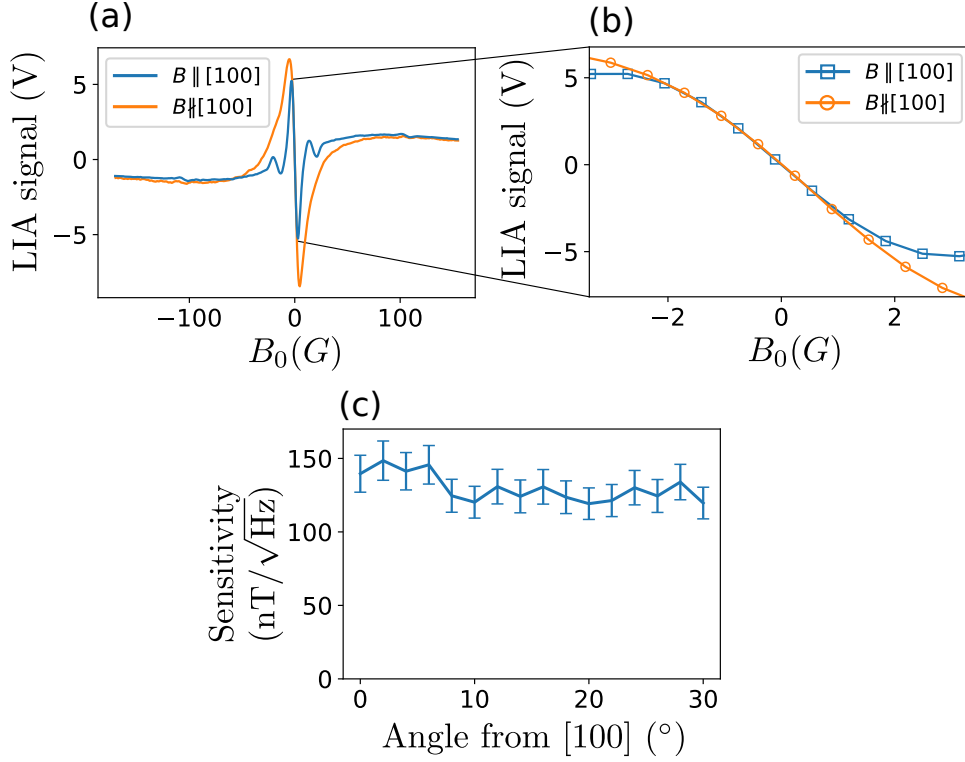 (a)
LIA signal (V)
5
0
−5
B ∥ [100]
B∦[100]
−100
0
100
B₀(G)
(b)
LIA signal (V)
5
0
−5
B ∥ [100]
B∦[100]
−2
0
2
B₀(G)
(c)
Sensitivity
(nT/√Hz)
150
100
50
0
0
10
20
30
Angle from [100] (°)